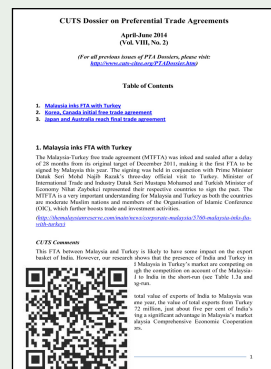 CUTS Dossier on Preferential Trade Agreements
April-June 2014
(Vol. VIII, No. 2)
(For all previous issues of PTA Dossiers, please visit:
http://www.cuts-citee.org/PTADossier.htm)
Table of Contents
1. Malaysia inks FTA with Turkey
2. Korea, Canada initial free trade agreement
3. Japan and Australia reach final trade agreement
1. Malaysia inks FTA with Turkey
The Malaysia-Turkey free trade agreement (MTFTA) was inked and sealed after a delay
of 28 months from its original target of December 2011, making it the first FTA to be
signed by Malaysia this year. The signing was held in conjunction with Prime Minister
Datuk Seri Mohd Najib Razak's three-day official visit to Turkey. Minister of
International Trade and Industry Datuk Seri Mustapa Mohamed and Turkish Minister of
Economy Nihat Zeybekci represented their respective countries to sign the pact. The
MTFTA is a very important understanding for Malaysia and Turkey as both the countries
are moderate Muslim nations and members of the Organisation of Islamic Conference
(OIC), which further boosts trade and investment activities.
(http://themalaysianreserve.com/main/news/corporate-malaysia/5760-malaysia-inks-fta-
with-turkey)
CUTS Comments
This FTA between Malaysia and Turkey is likely to have some impact on the export
basket of India. However, our research shows that the presence of India and Turkey in
Malaysia and India and Malaysia in Turkey's market are competing on
gh the competition on account of the Malaysia-
l to India in the short-run (see Table 1.3a and
ng-run.
total value of exports of India to Malaysia was
me year, the value of total exports from Turkey
72 million, just about five per cent of India's
ng a significant advantage in Malaysia's market
alaysia Comprehensive Economic Cooperation
rs.
1